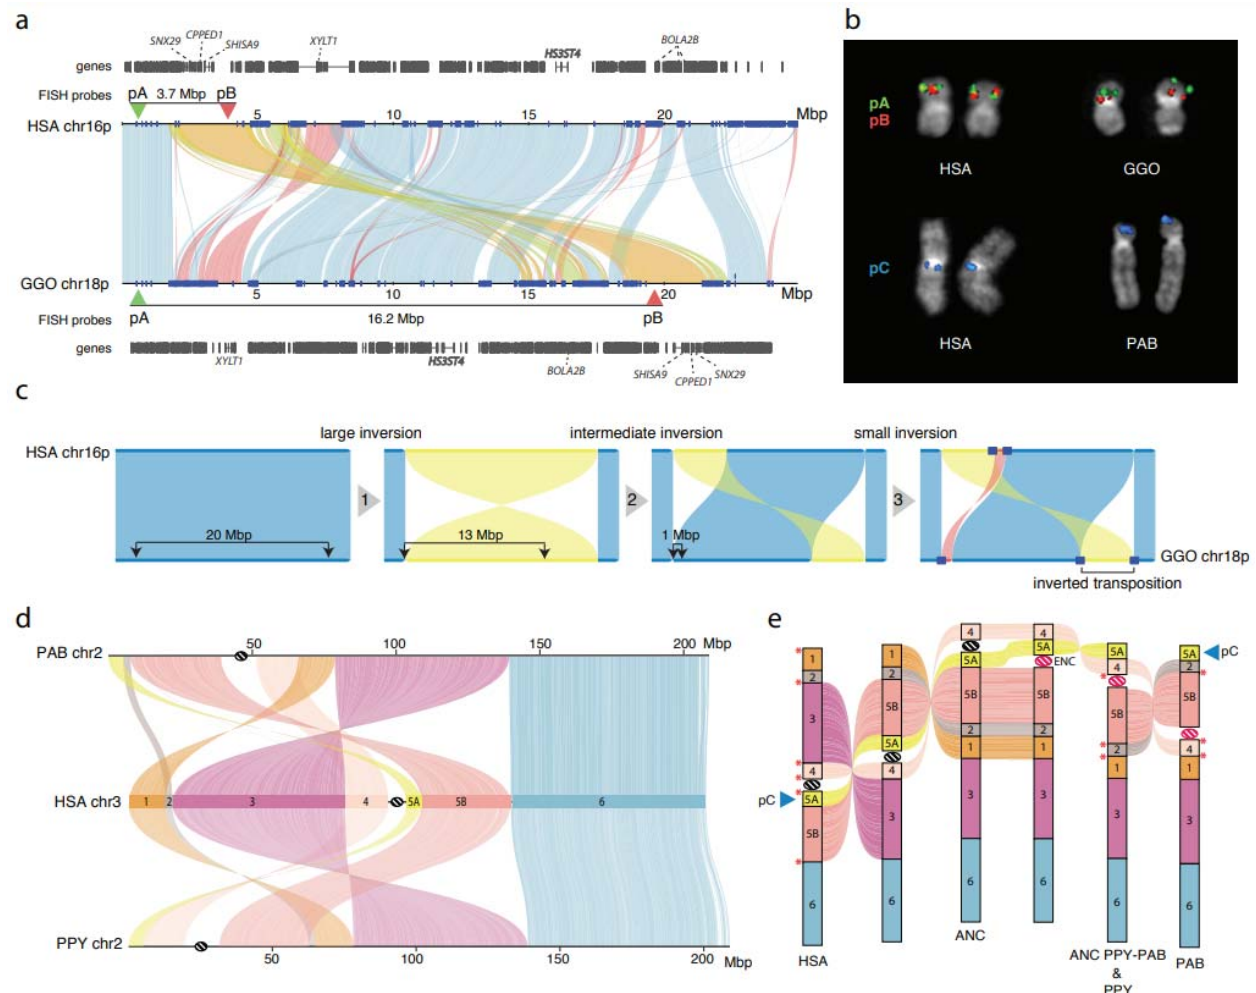 a
genes
SNX29
CPPED1
SHISA9
XYLT1
HS3ST4
BOLA2B
FISH probes
pA 3.7 Mbp pB
HSA chr16p
5 10 15 20 Mbp
GGO chr18p
5 10 15 20 Mbp
FISH probes
pA 16.2 Mbp pB
genes
XYLT1
HS3ST4
BOLA2B
SHISA9
CPPED1
SNX29
b
pA
pB
HSA GGO
pC
HSA PAB
c
large inversion intermediate inversion small inversion
HSA chr16p
1 2 3
20 Mbp 13 Mbp 1 Mbp
GGO chr18p
inverted transposition
d
PAB chr2
50 100 150 200 Mbp
HSA chr3
1 2 3 4 5A 5B 6
PPY chr2
50 100 150 200 Mbp
e
* 1 2 * 3 * 4 * * 5A 5B * 6
pC
HSA
1 2 5B 5A 4 3 6
4 5A 5B 2 1 3 6
ANC
4 5A ENC 5B 2 1 3 6
5A 4 * 5B * 2 * 1 3 6
ANC PPY-PAB
&
PPY
5A 2 * 5B * 4 * 1 3 6
pC
PAB